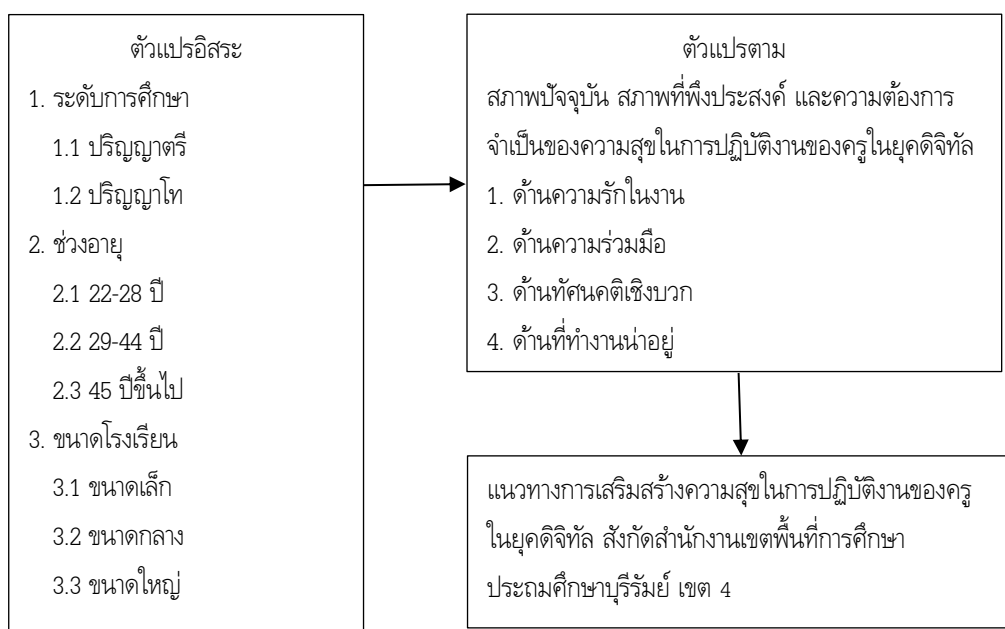 ตัวแปรอิสระ
1. ระดับการศึกษา
1.1 ปริญญาตรี
1.2 ปริญญาโท
2. ช่วงอายุ
2.1 22-28 ปี
2.2 29-44 ปี
2.3 45 ปีขึ้นไป
3. ขนาดโรงเรียน
3.1 ขนาดเล็ก
3.2 ขนาดกลาง
3.3 ขนาดใหญ่
ตัวแปรตาม
สภาพปัจจุบัน สภาพที่พึงประสงค์ และความต้องการ
จำเป็นของความสุขในการปฏิบัติงานของครูในยุคดิจิทัล
1. ด้านความรักในงาน
2. ด้านความร่วมมือ
3. ด้านทัศนคติเชิงบวก
4. ด้านที่ทำงานน่าอยู่
แนวทางการเสริมสร้างความสุขในการปฏิบัติงานของครู
ในยุคดิจิทัล สังกัดสำนักงานเขตพื้นที่การศึกษา
ประถมศึกษาบุรีรัมย์ เขต 4